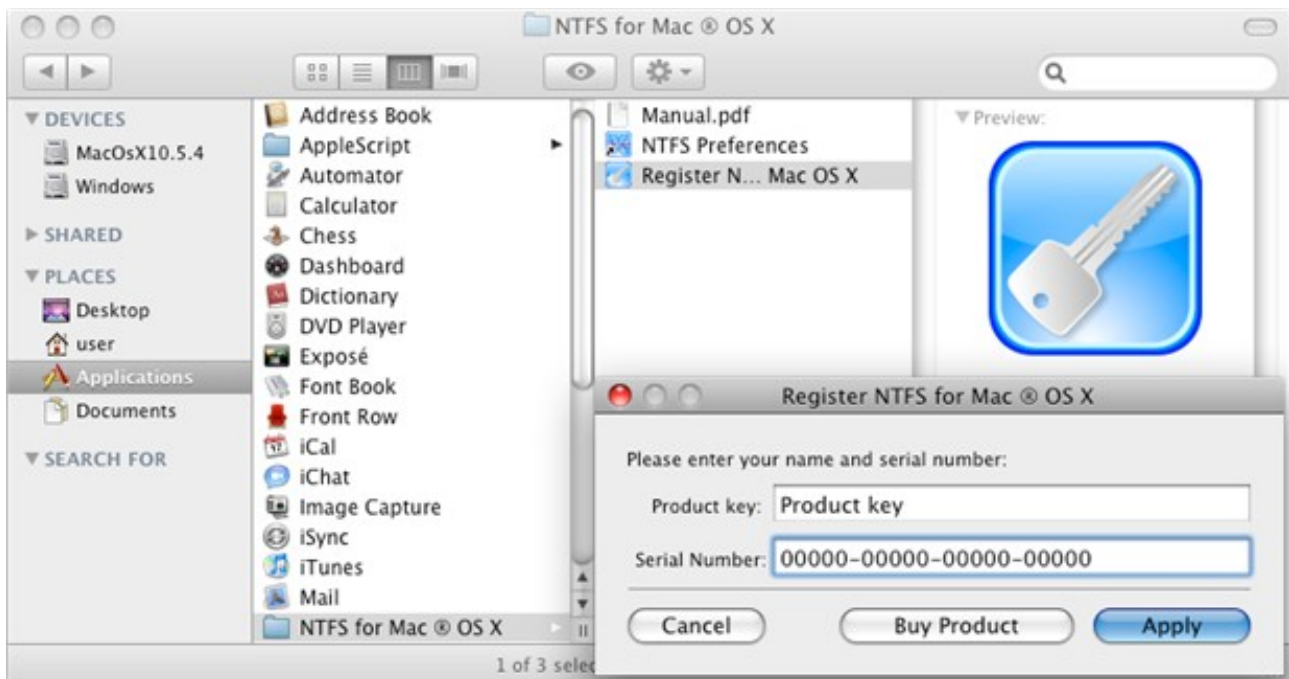 NTFS for Mac ® OS X
DEVICES
MacOsX10.5.4
Windows
SHARED
PLACES
Desktop
user
Applications
Documents
SEARCH FOR
Address Book
AppleScript
Automator
Calculator
Chess
Dashboard
Dictionary
DVD Player
Exposé
Font Book
Front Row
iCal
iChat
Image Capture
iSync
iTunes
Mail
NTFS for Mac ® OS X
Manual.pdf
NTFS Preferences
Register N... Mac OS X
Preview:
1 of 3
Register NTFS for Mac ® OS X
Please enter your name and serial number:
Product key: Product key
Serial Number: 00000-00000-00000-00000
Cancel Buy Product Apply